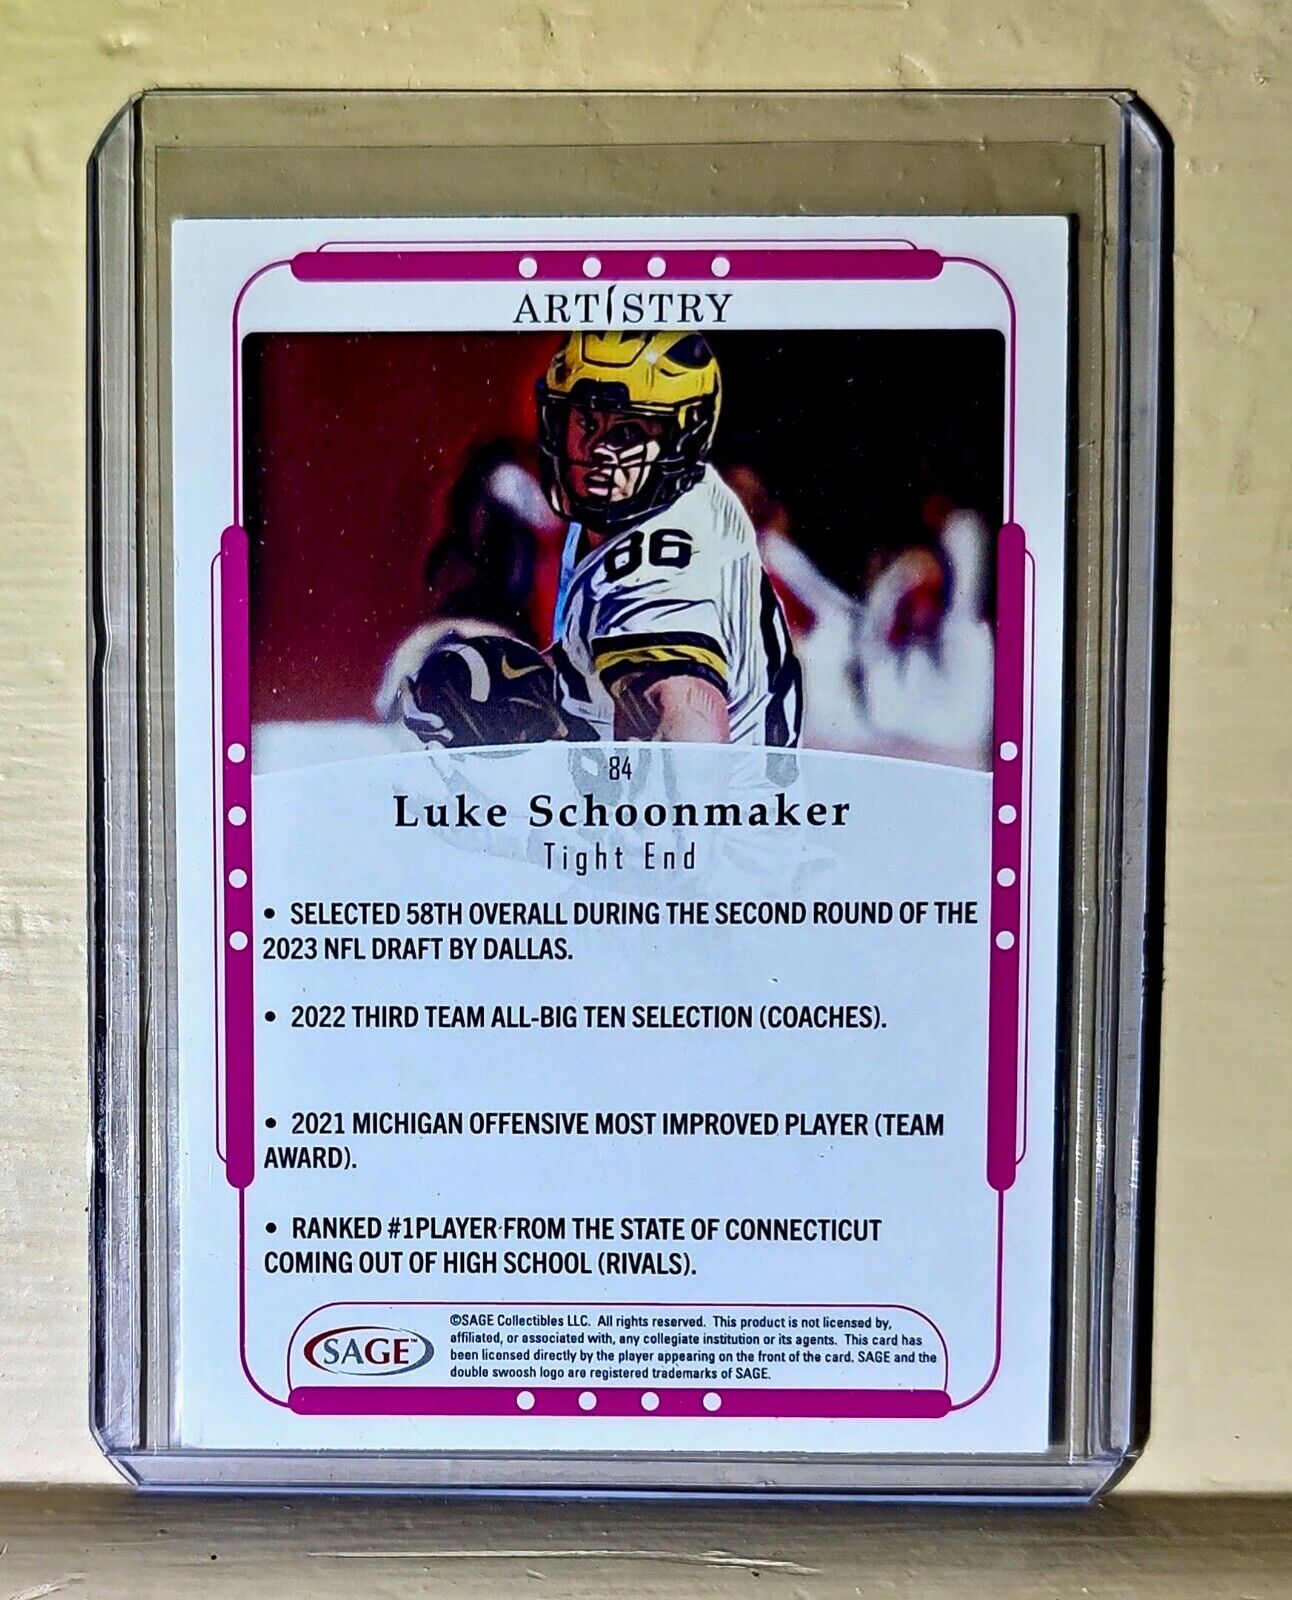 ARTISTRY
86
84
Luke Schoonmaker
Tight End
• SELECTED 58TH OVERALL DURING THE SECOND ROUND OF THE
2023 NFL DRAFT BY DALLAS.
• 2022 THIRD TEAM ALL-BIG TEN SELECTION (COACHES).
• 2021 MICHIGAN OFFENSIVE MOST IMPROVED PLAYER (TEAM
AWARD).
• RANKED #1PLAYER FROM THE STATE OF CONNECTICUT
COMING OUT OF HIGH SCHOOL (RIVALS).
SAGE™
©SAGE Collectibles LLC. All rights reserved. This product is not licensed by,
affiliated, or associated with, any collegiate institution or its agents. This card has
been licensed directly by the player appearing on the front of the card. SAGE and the
double swoosh logo are registered trademarks of SAGE.